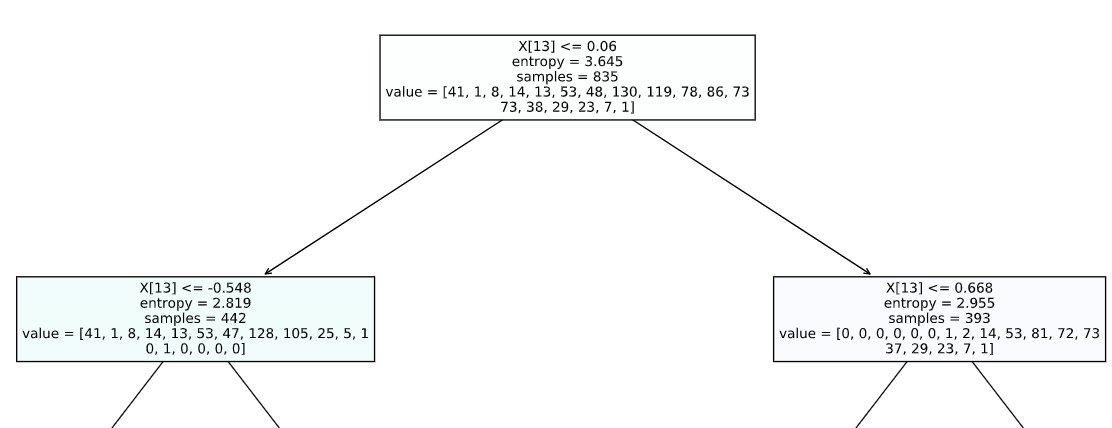 X[13] <= 0.06
entropy = 3.645
samples = 835
value = [41, 1, 8, 14, 13, 53, 48, 130, 119, 78, 86, 73
73, 38, 29, 23, 7, 1]
X[13] <= -0.548
entropy = 2.819
samples = 442
value = [41, 1, 8, 14, 13, 53, 47, 128, 105, 25, 5, 1
0, 1, 0, 0, 0, 0]
X[13] <= 0.668
entropy = 2.955
samples = 393
value = [0, 0, 0, 0, 0, 0, 1, 2, 14, 53, 81, 72, 73
37, 29, 23, 7, 1]